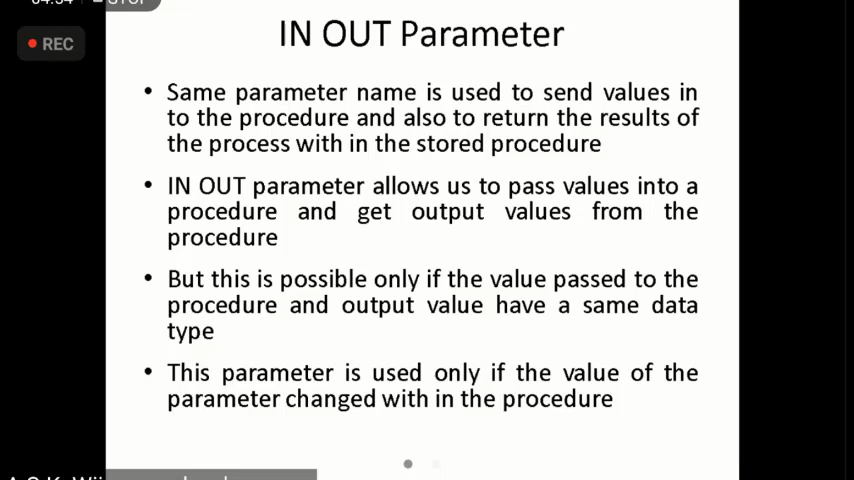 REC
IN OUT Parameter
• Same parameter name is used to send values in
to the procedure and also to return the results of
the process with in the stored procedure
• IN OUT parameter allows us to pass values into a
procedure and get output values from the
procedure
• But this is possible only if the value passed to the
procedure and output value have a same data
type
• This parameter is used only if the value of the
parameter changed with in the procedure